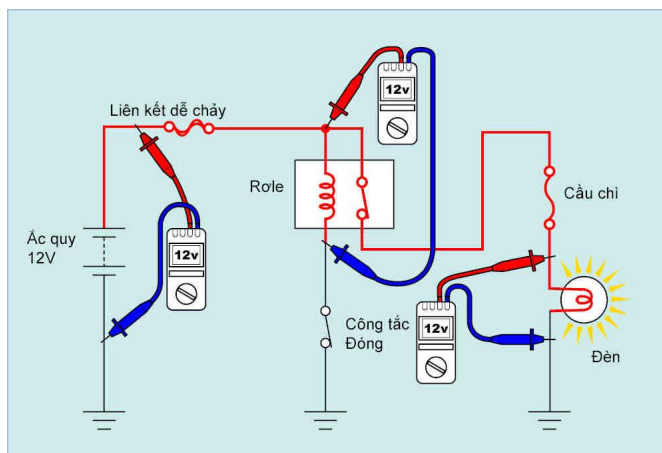 12v
Liên kết dễ chảy
Rơle
Cầu chì
Ắc quy
12V
12v
12v
Công tắc
Đóng
Đèn